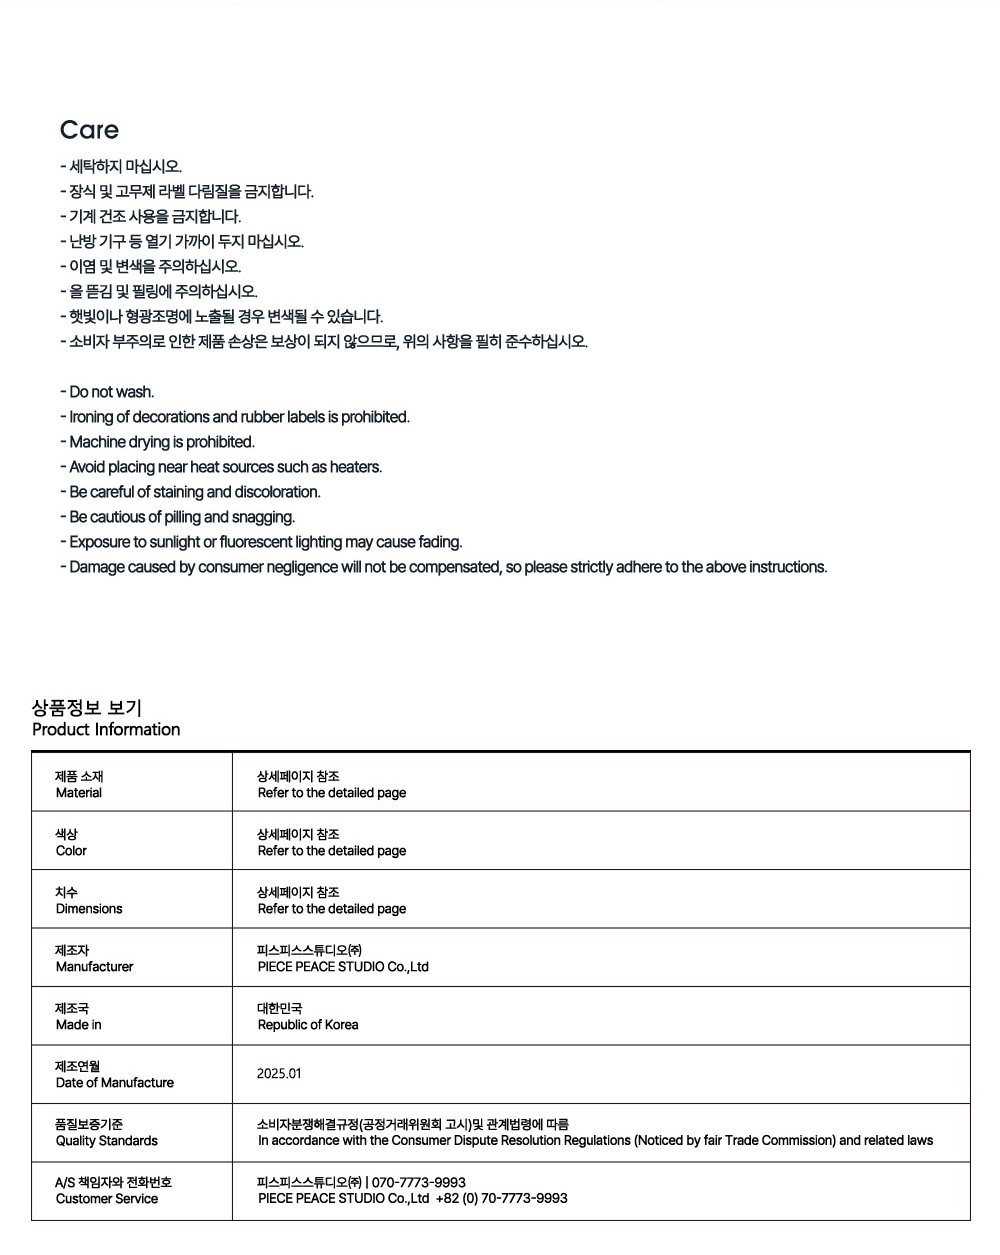 Care
- 세탁하지 마십시오.
- 장식 및 고무제 라벨 다림질을 금지합니다.
- 기계 건조 사용을 금지합니다.
- 난방 기구 등 열기 가까이 두지 마십시오.
- 이염 및 변색을 주의하십시오.
- 올 뜯김 및 필링에 주의하십시오.
- 햇빛이나 형광조명에 노출될 경우 변색될 수 있습니다.
- 소비자 부주의로 인한 제품 손상은 보상이 되지 않으므로, 위의 사항을 필히 준수하십시오.
- Do not wash.
- Ironing of decorations and rubber labels is prohibited.
- Machine drying is prohibited.
- Avoid placing near heat sources such as heaters.
- Be careful of staining and discoloration.
- Be cautious of pilling and snagging.
- Exposure to sunlight or fluorescent lighting may cause fading.
- Damage caused by consumer negligence will not be compensated, so please strictly adhere to the above instructions.
상품정보 보기
Product Information
제품 소재
Material
상세페이지 참조
Refer to the detailed page
색상
Color
상세페이지 참조
Refer to the detailed page
치수
Dimensions
상세페이지 참조
Refer to the detailed page
제조자
Manufacturer
피스피스스튜디오㈜
PIECE PEACE STUDIO Co.,Ltd
제조국
Made in
대한민국
Republic of Korea
제조연월
Date of Manufacture
2025.01
품질보증기준
Quality Standards
소비자분쟁해결규정(공정거래위원회 고시)및 관계법령에 따름
In accordance with the Consumer Dispute Resolution Regulations (Noticed by fair Trade Commission) and related laws
A/S 책임자와 전화번호
Customer Service
피스피스스튜디오㈜ | 070-7773-9993
PIECE PEACE STUDIO Co.,Ltd +82 (0) 70-7773-9993